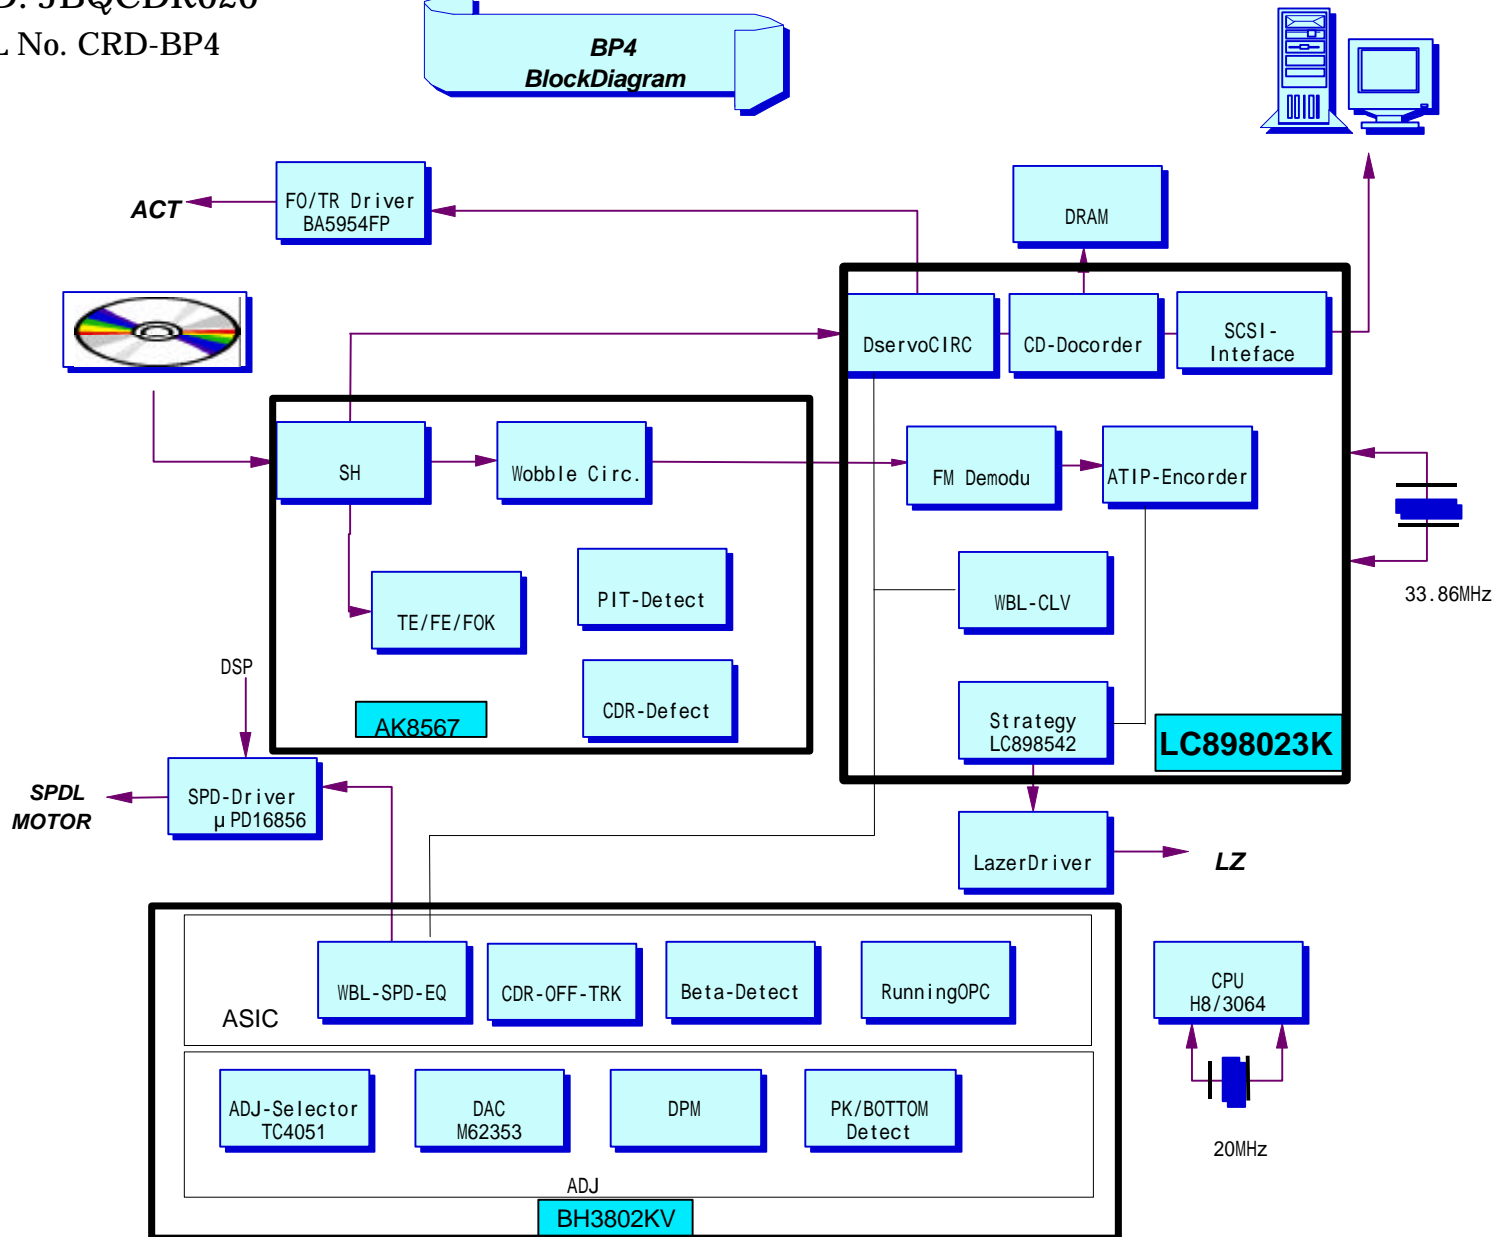 D. JBQCDR020
L No. CRD-BP4
BP4
BlockDiagram
ACT
FO/TR Driver
BA5954FP
DRAM
DservoCIRC
CD-Docorder
SCSI-
Inteface
SH
Wobble Circ.
FM Demodu
ATIP-Encorder
TE/FE/FOK
PIT-Detect
WBL-CLV
33.86MHz
CDR-Defect
AK8567
Strategy
LC898542
LC898023K
DSP
SPDL
MOTOR
SPD-Driver
μPD16856
LazerDriver
LZ
WBL-SPD-EQ
CDR-OFF-TRK
Beta-Detect
RunningOPC
ASIC
CPU
H8/3064
ADJ-Selector
TC4051
DAC
M62353
DPM
PK/BOTTOM
Detect
20MHz
ADJ
BH3802KV